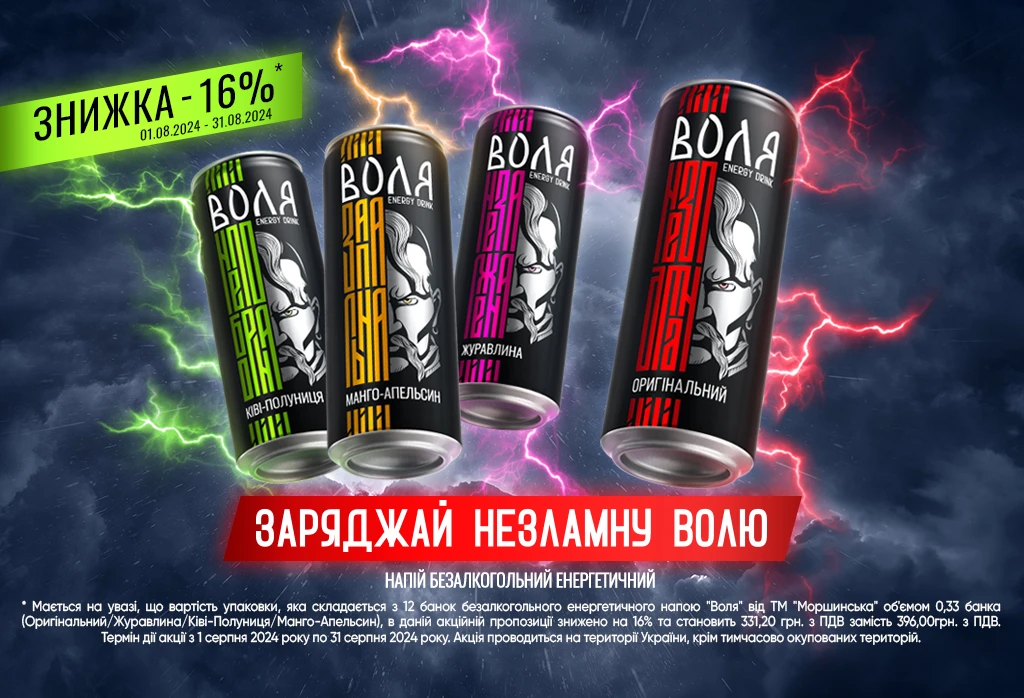 ЗНИЖКА - 16%*
01.08.2024 - 31.08.2024
ВОЛЯ
ENERGY DRINK
КІВІ-ПОЛУНИЦЯ
ВОЛЯ
ENERGY DRINK
МАНГО-АПЕЛЬСИН
ВОЛЯ
ENERGY DRINK
ЖУРАВЛИНА
ВОЛЯ
ENERGY DRINK
ОРИГІНАЛЬНИЙ
ЗАРЯДЖАЙ НЕЗЛАМНУ ВОЛЮ
НАПІЙ БЕЗАЛКОГОЛЬНИЙ ЕНЕРГЕТИЧНИЙ
* Мається на увазі, що вартість упаковки, яка складається з 12 банок безалкогольного енергетичного напою "Воля" від ТМ "Моршинська" об'ємом 0,33 банка
(Оригінальний/Журавлина/Ківі-Полуниця/Манго-Апельсин), в даній акційній пропозиції знижено на 16% та становить 331,20 грн. з ПДВ замість 396,00грн. з ПДВ.
Термін дії акції з 1 серпня 2024 року по 31 серпня 2024 року. Акція проводиться на території України, крім тимчасово окупованих територій.